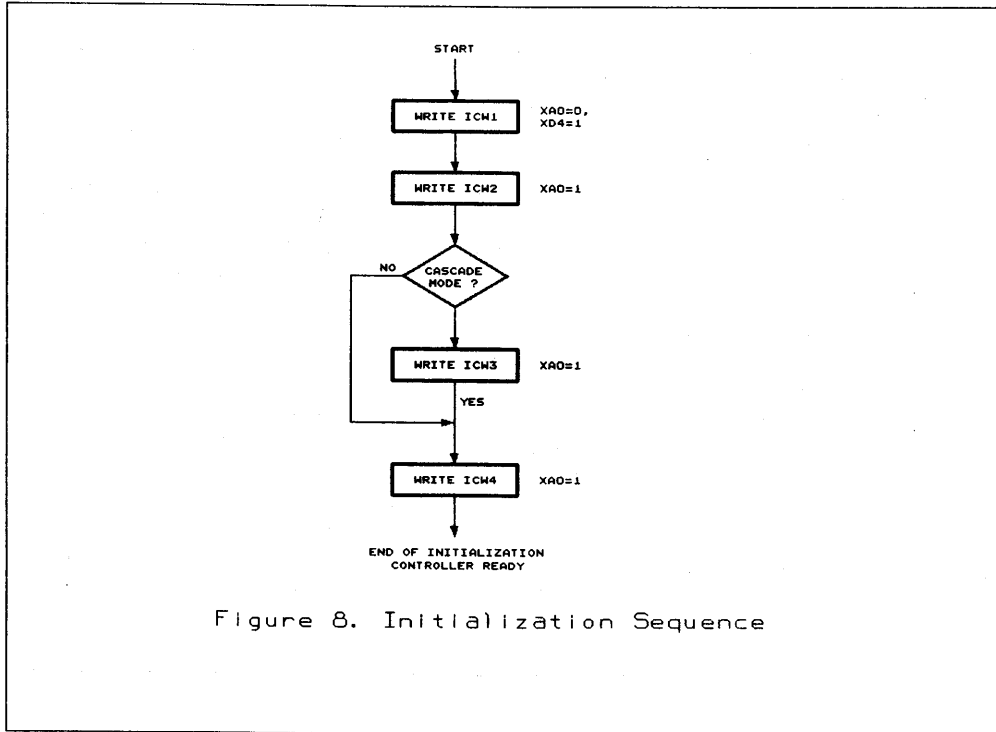 START
WRITE ICW1
XA0=0,
XD4=1
WRITE ICW2
XA0=1
NO
CASCADE
MODE ?
WRITE ICW3
XA0=1
YES
WRITE ICW4
XA0=1
END OF INITIALIZATION
CONTROLLER READY
Figure 8. Initialization Sequence